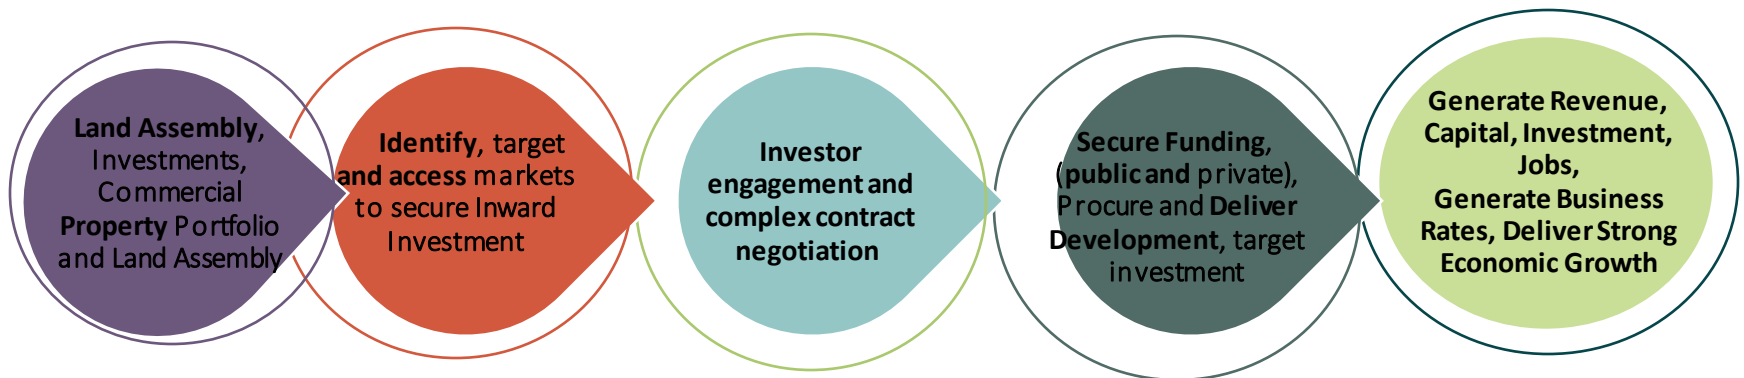 Land Assembly,
Investments,
Commercial
Property Portfolio
and Land Assembly
Identify, target
and access markets
to secure Inward
Investment
Investor
engagement and
complex contract
negotiation
Secure Funding,
(public and private),
Procure and Deliver
Development, target
investment
Generate Revenue,
Capital, Investment,
Jobs,
Generate Business
Rates, Deliver Strong
Economic Growth